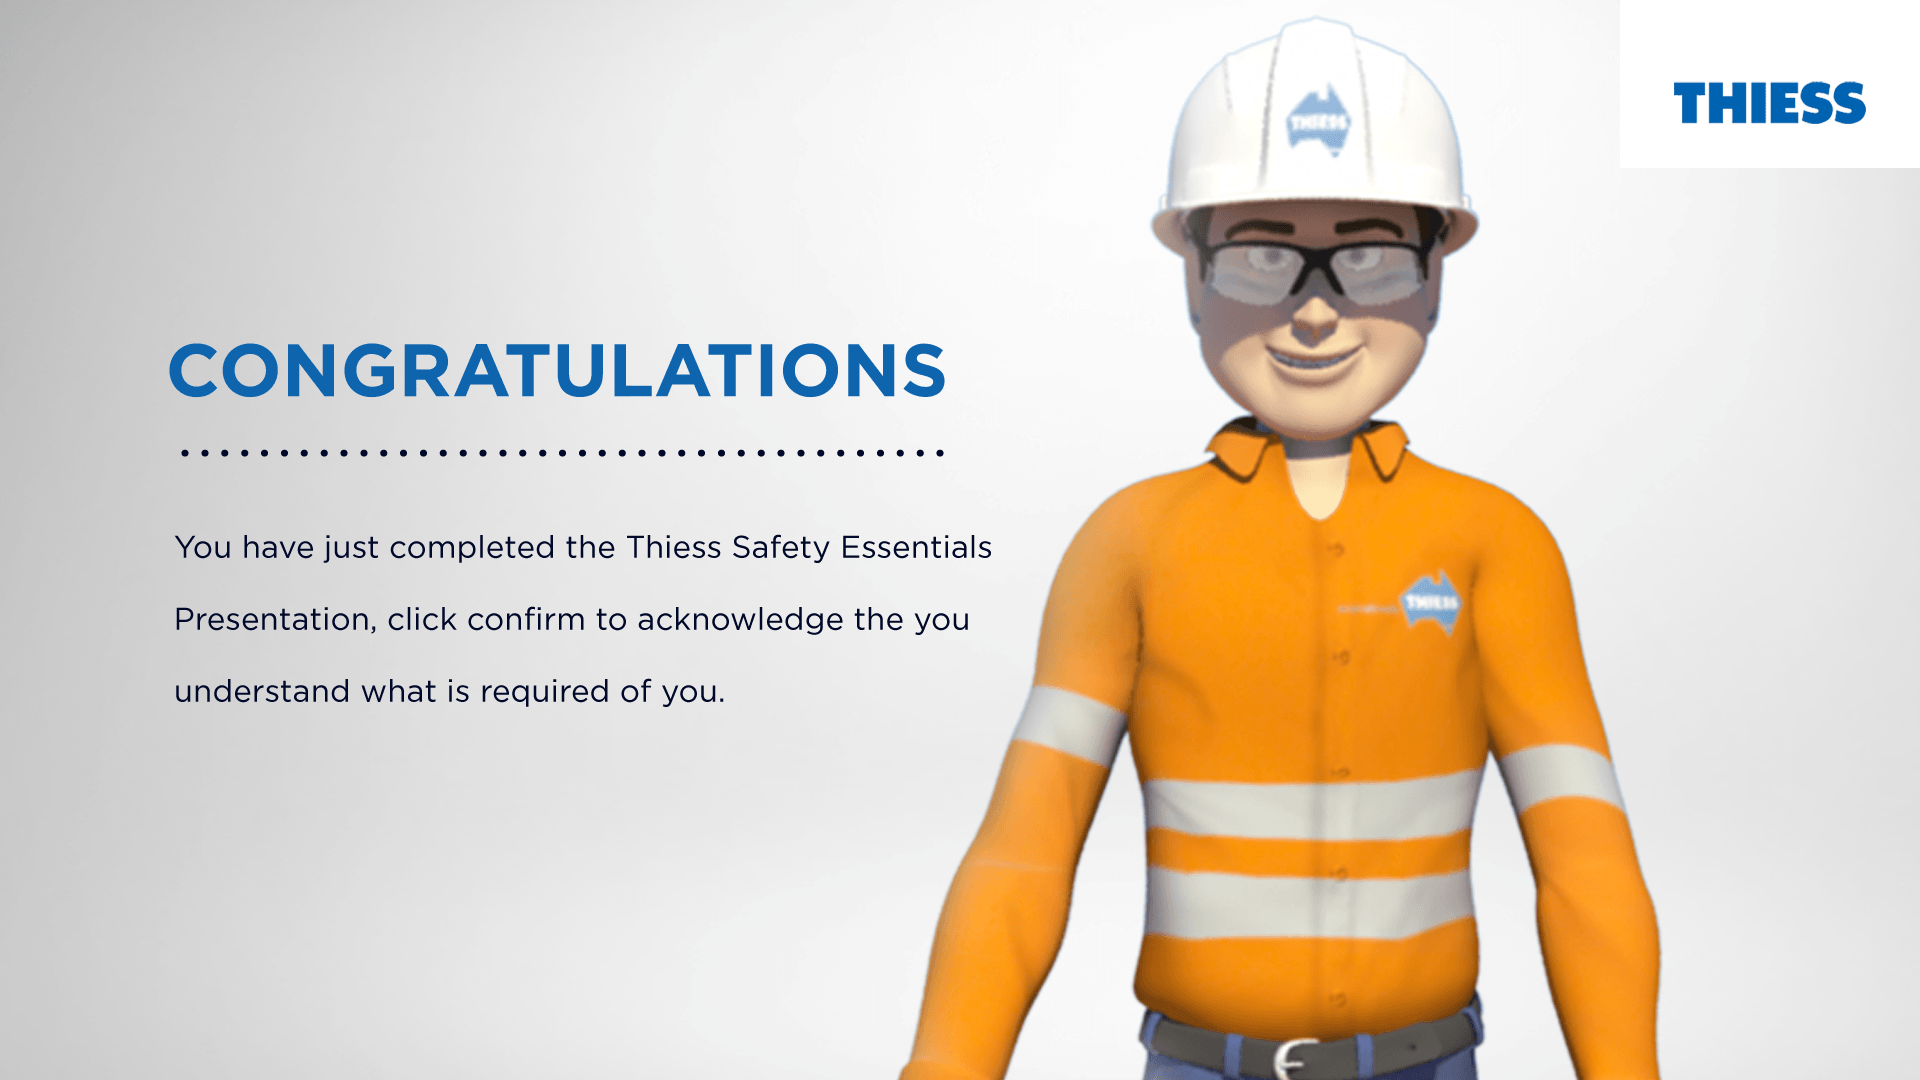 THIESS
THIESS
CONGRATULATIONS
You have just completed the Thiess Safety Essentials
Presentation, click confirm to acknowledge the you
understand what is required of you.
THIESS